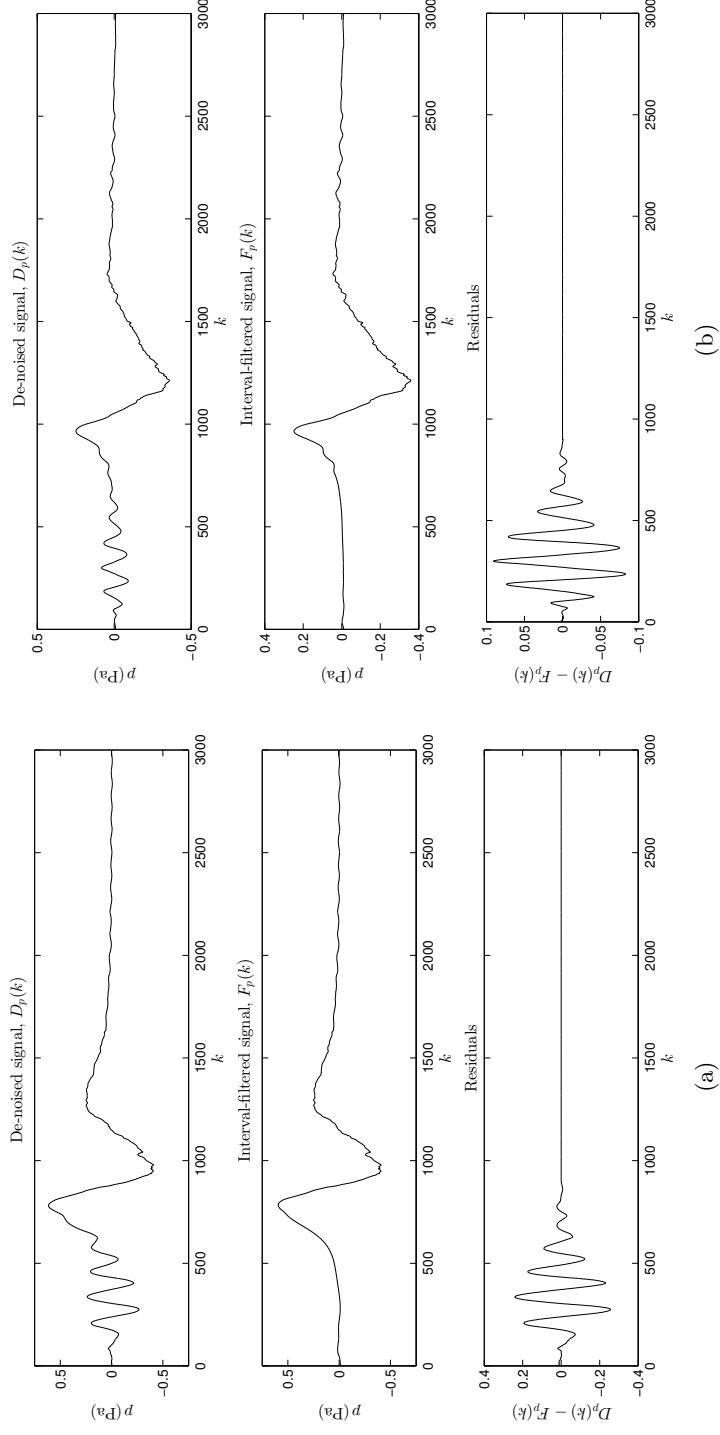 De-noised signal, D_p(k)
p (Pa)
0.5
0
−0.5
0 500 1000 1500 2000 2500 3000
k
Interval-filtered signal, F_p(k)
p (Pa)
0.5
0
−0.5
0 500 1000 1500 2000 2500 3000
k
Residuals
D_p(k) − F_p(k)
0.4
0.2
0
−0.2
−0.4
0 500 1000 1500 2000 2500 3000
k
(a)
De-noised signal, D_p(k)
p (Pa)
0.5
0
−0.5
0 500 1000 1500 2000 2500 3000
k
Interval-filtered signal, F_p(k)
p (Pa)
0.4
0.2
0
−0.2
−0.4
0 500 1000 1500 2000 2500 3000
k
Residuals
D_p(k) − F_p(k)
0.1
0.05
0
−0.05
−0.1
0 500 1000 1500 2000 2500 3000
k
(b)